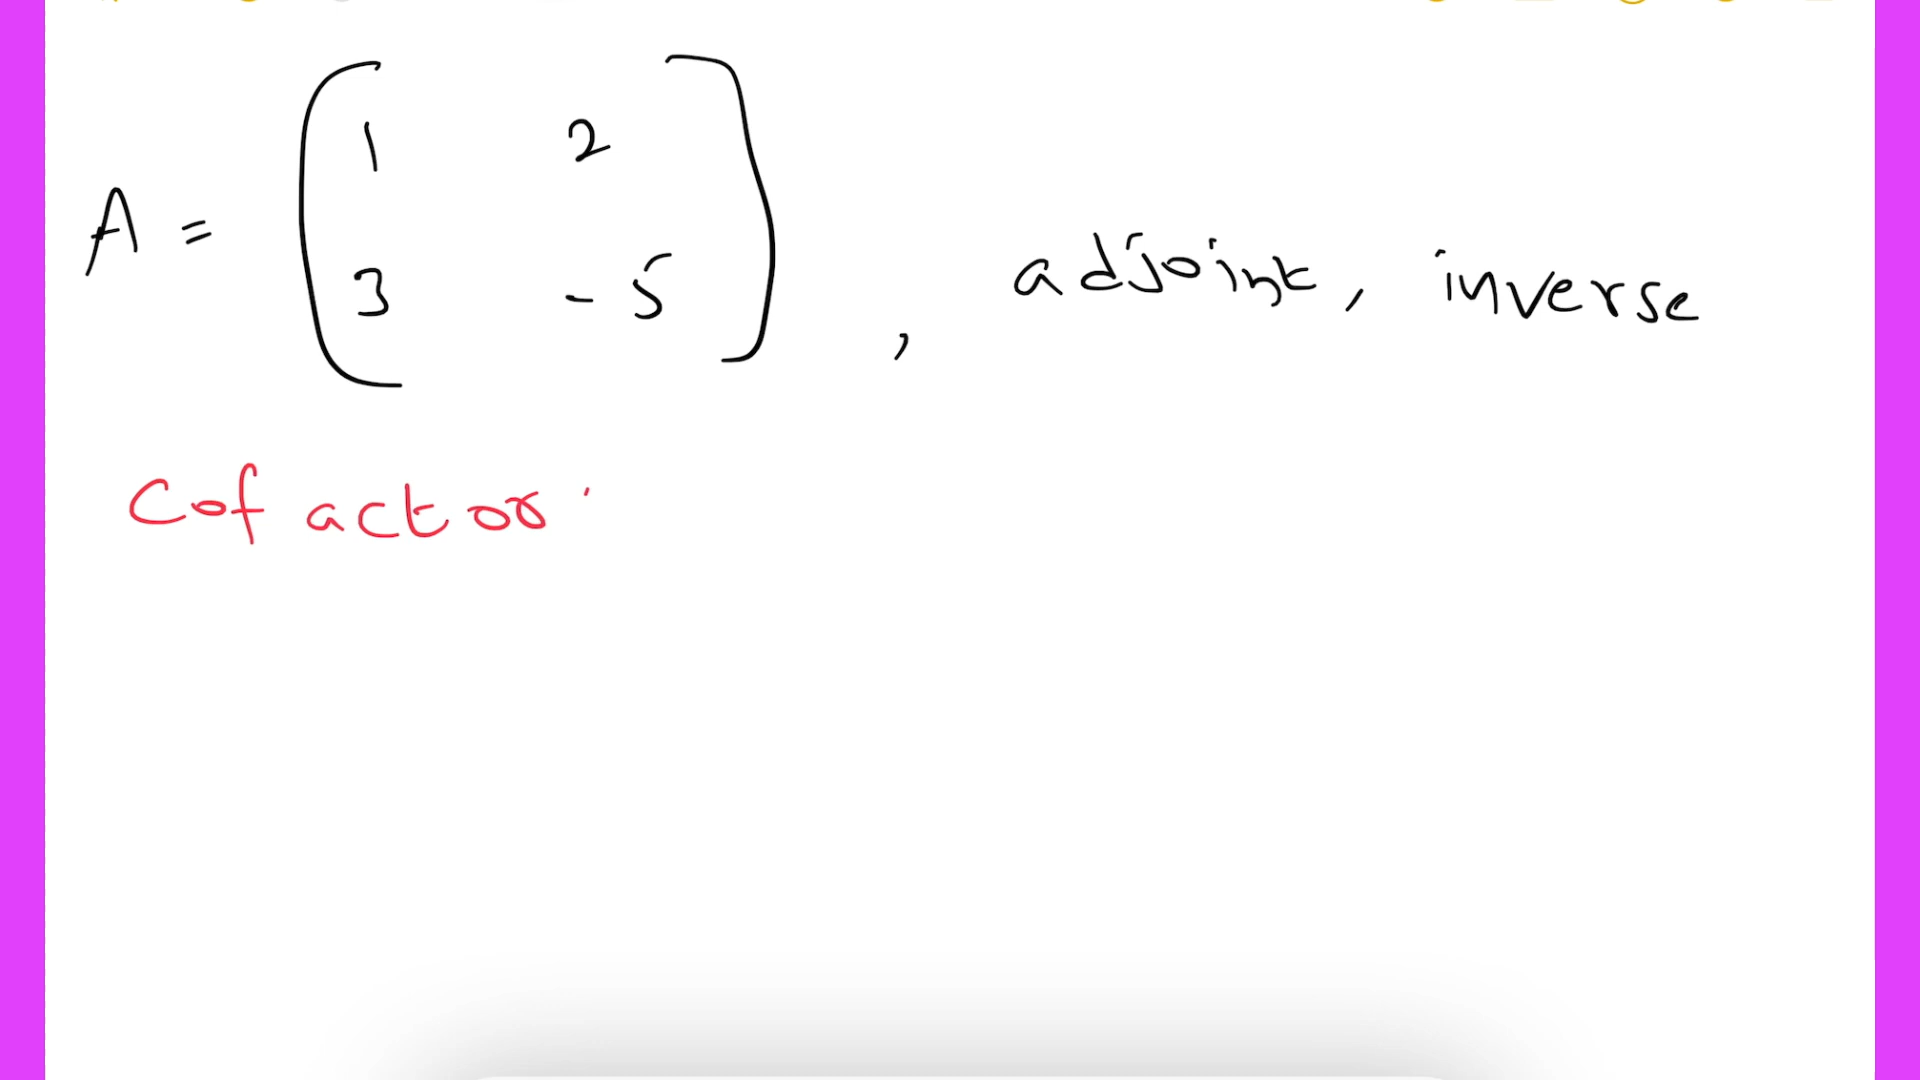 A = ( 1 2
3 -5 ) , adjoint, inverse
Cofactor